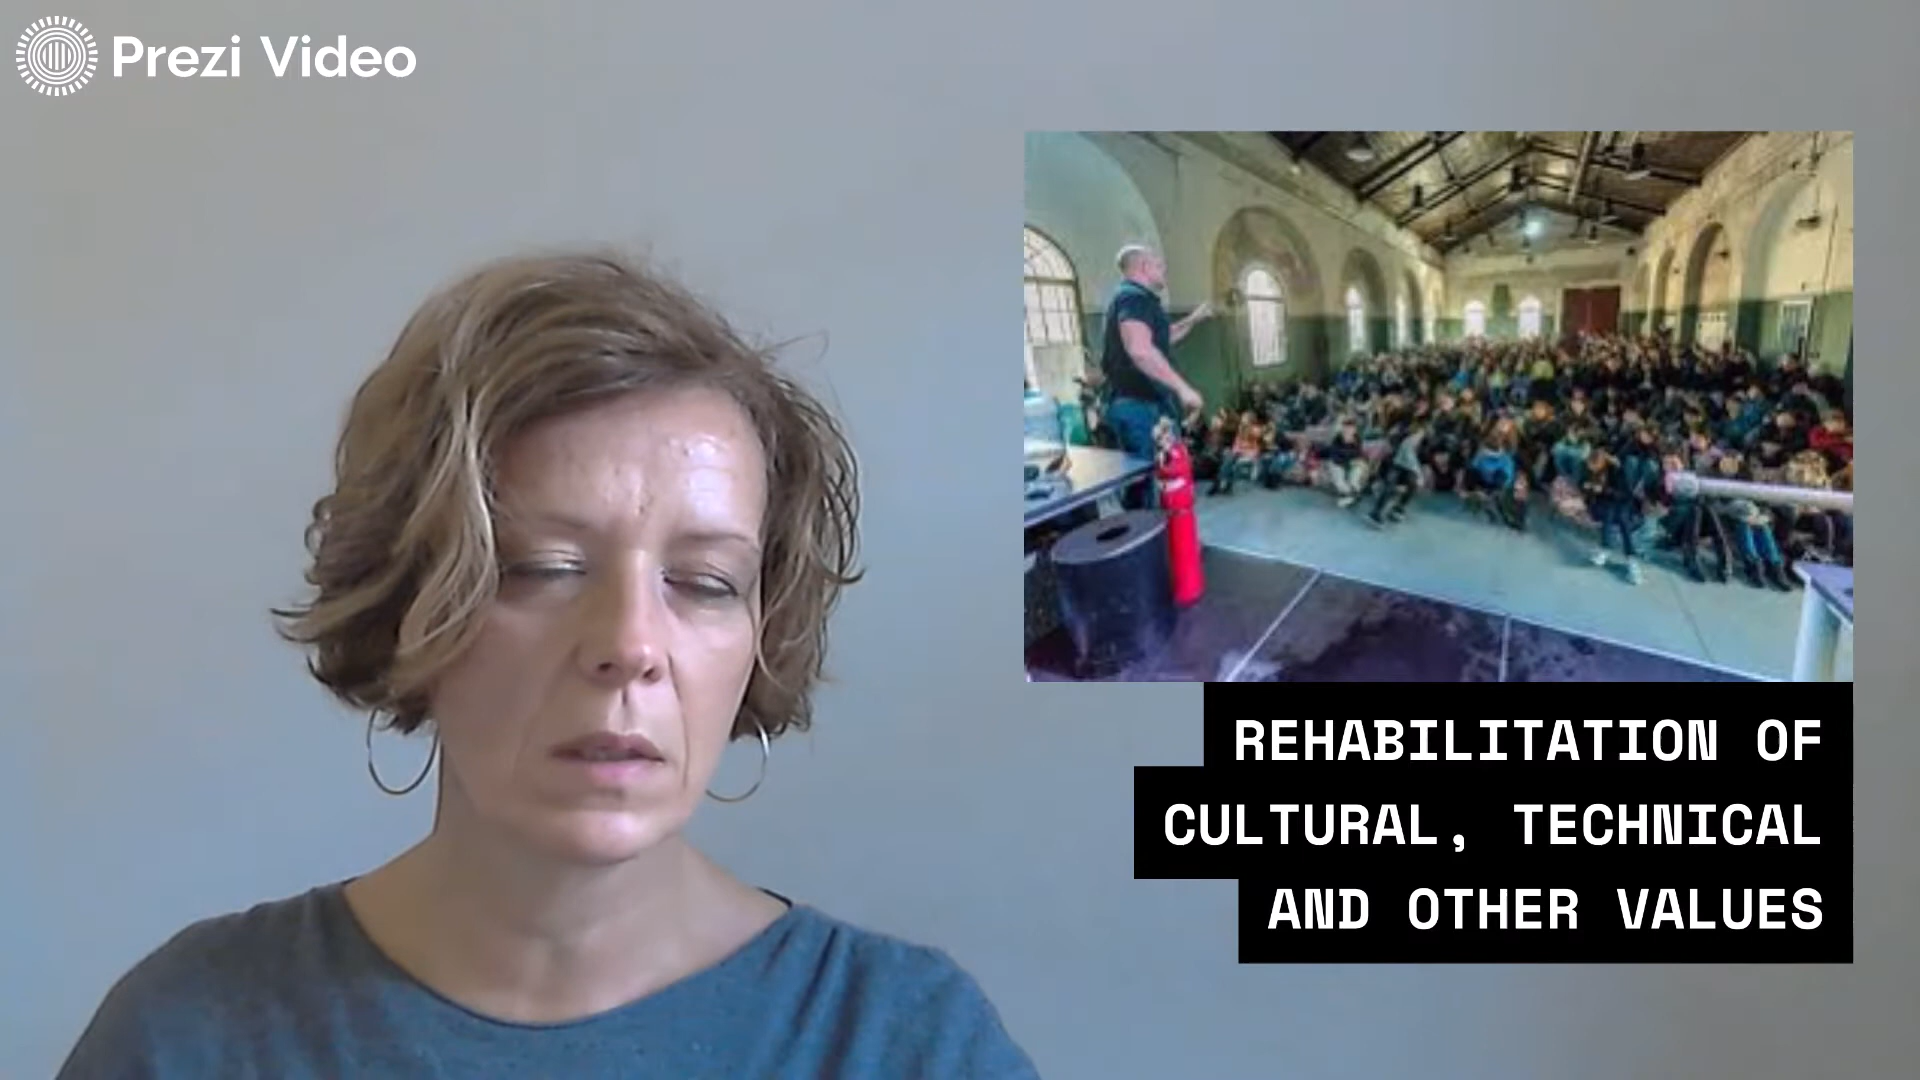 Prezi Video
REHABILITATION OF
CULTURAL, TECHNICAL
AND OTHER VALUES